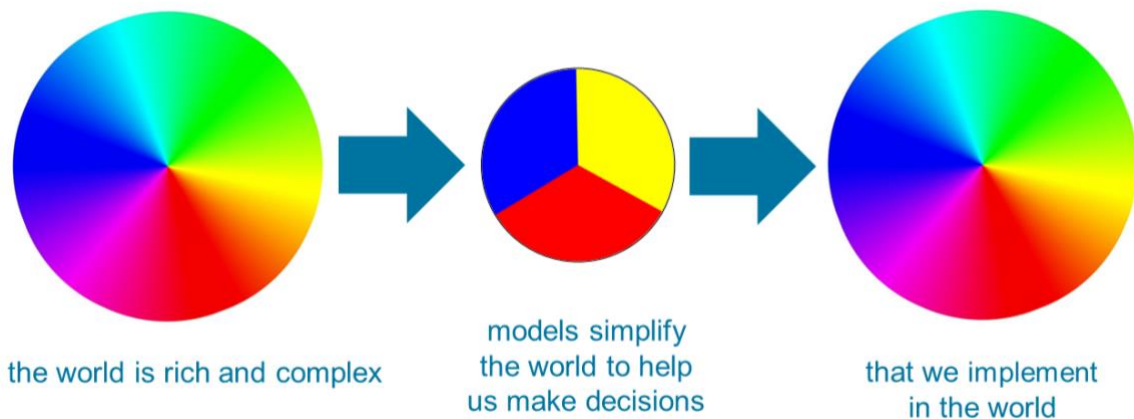 the world is rich and complex
models simplify
the world to help
us make decisions
that we implement
in the world